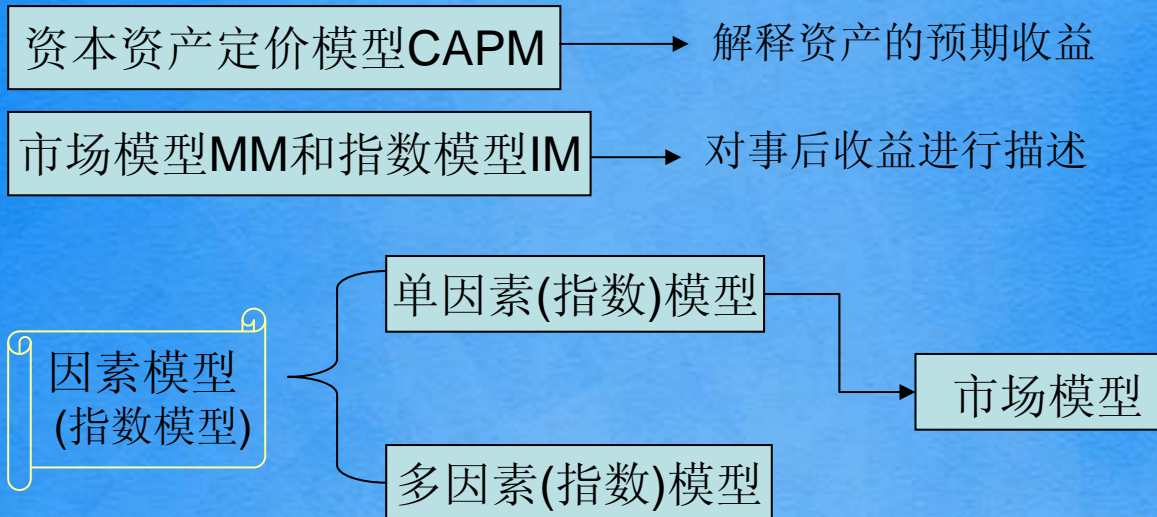 资本资产定价模型CAPM
解释资产的预期收益
市场模型MM和指数模型IM
对事后收益进行描述
单因素(指数)模型
因素模型
(指数模型)
市场模型
多因素(指数)模型